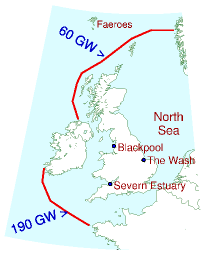 Faeroes
60 GW >
North
Sea
Blackpool
The Wash
Severn Estuary
190 GW >